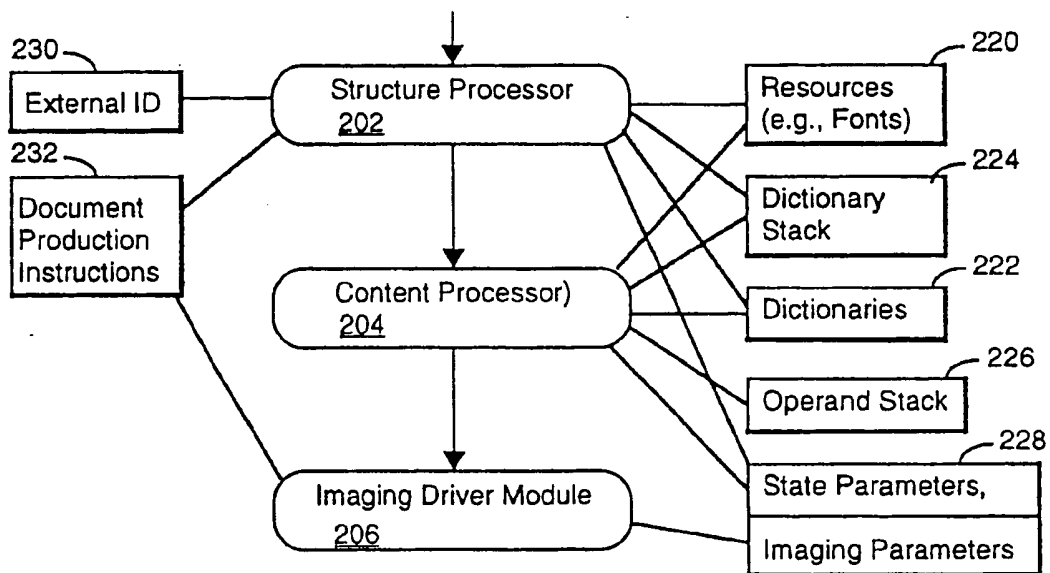 230
External ID
232
Document
Production
Instructions
Structure Processor
202
Content Processor)
204
Imaging Driver Module
206
220
Resources
(e.g., Fonts)
224
Dictionary
Stack
222
Dictionaries
226
Operand Stack
228
State Parameters,
Imaging Parameters